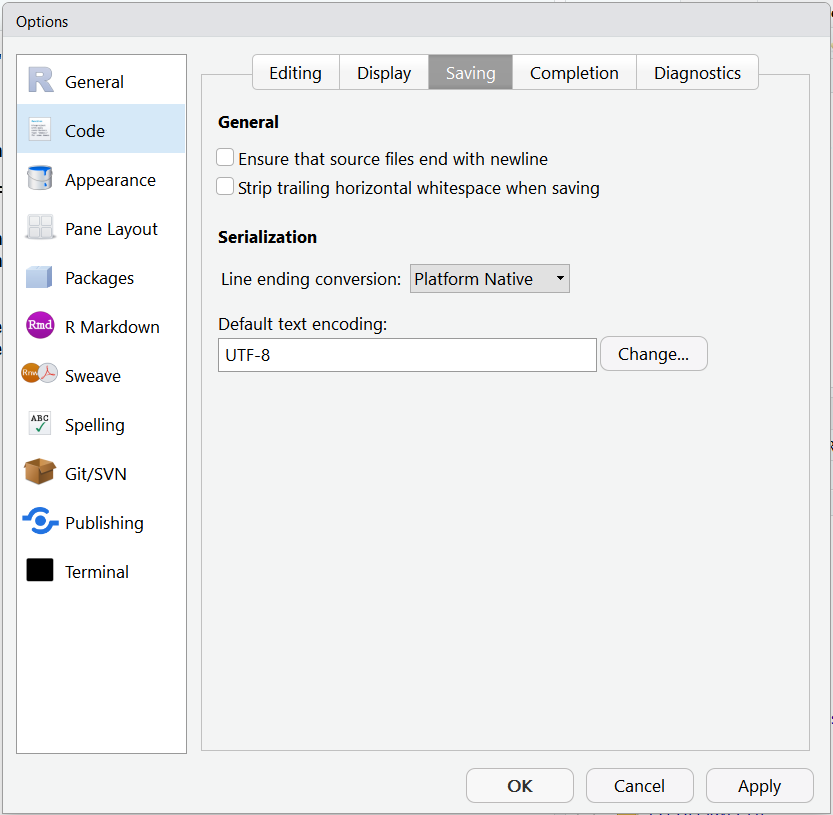 Options
General
Code
Appearance
Pane Layout
Packages
Rmd
R Markdown
Rnw
Sweave
ABC
Spelling
Git/SVN
Publishing
Terminal
Editing Display Saving Completion Diagnostics
General
Ensure that source files end with newline
Strip trailing horizontal whitespace when saving
Serialization
Line ending conversion: Platform Native
Default text encoding:
UTF-8 Change...
OK Cancel Apply